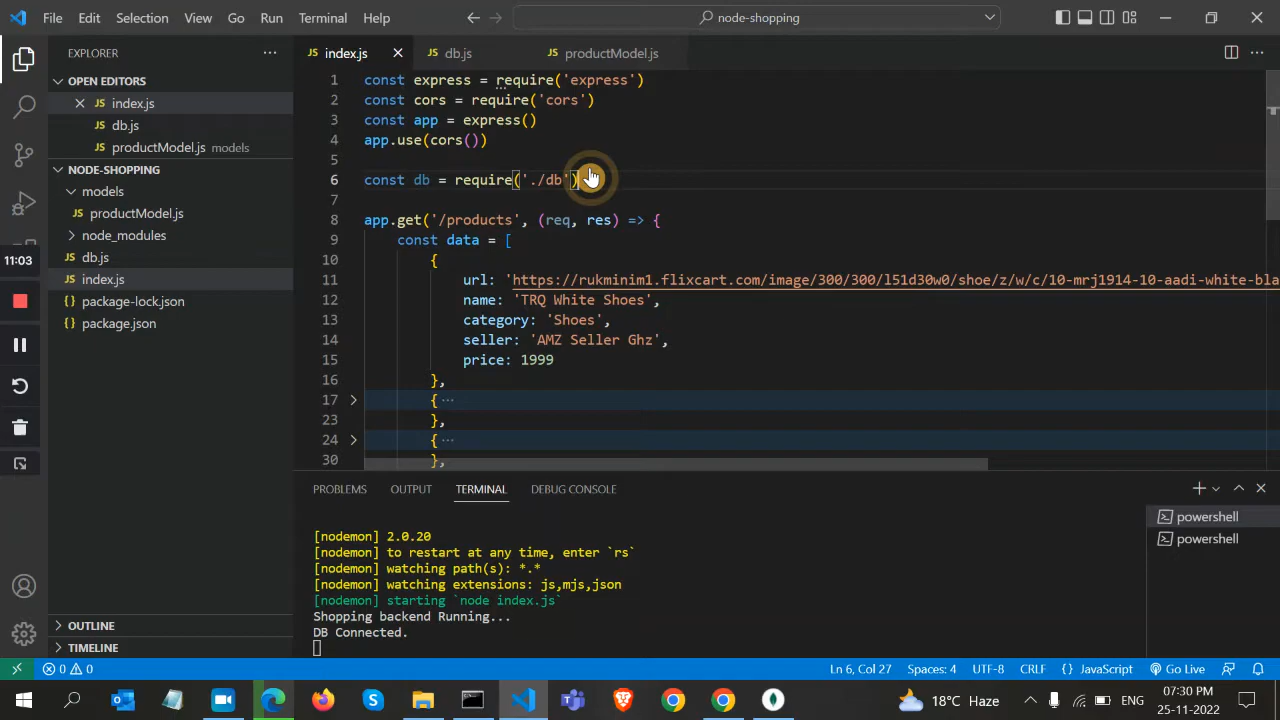 File Edit Selection View Go Run Terminal Help node-shopping
EXPLORER
OPEN EDITORS
index.js
db.js
productModel.js models
NODE-SHOPPING
models
productModel.js
node_modules
db.js
index.js
package-lock.json
package.json
OUTLINE
TIMELINE
11:03
index.js db.js productModel.js
1 const express = require('express')
2 const cors = require('cors')
3 const app = express()
4 app.use(cors())
5
6 const db = require('./db')
7
8 app.get('/products', (req, res) => {
9 const data = [
10 {
11 url: 'https://rukminim1.flixcart.com/image/300/300/l51d30w0/shoe/z/w/c/10-mrj1914-10-aadi-white-bla
12 name: 'TRQ White Shoes',
13 category: 'Shoes',
14 seller: 'AMZ Seller Ghz',
15 price: 1999
16 },
17 { ···
23 },
24 { ···
30 },
PROBLEMS OUTPUT TERMINAL DEBUG CONSOLE
[nodemon] 2.0.20
[nodemon] to restart at any time, enter `rs`
[nodemon] watching path(s): *.*
[nodemon] watching extensions: js,mjs,json
[nodemon] starting `node index.js`
Shopping backend Running...
DB Connected.
powershell
powershell
0 0 Ln 6, Col 27 Spaces: 4 UTF-8 CRLF {} JavaScript Go Live
18°C Haze ENG 07:30 PM
25-11-2022